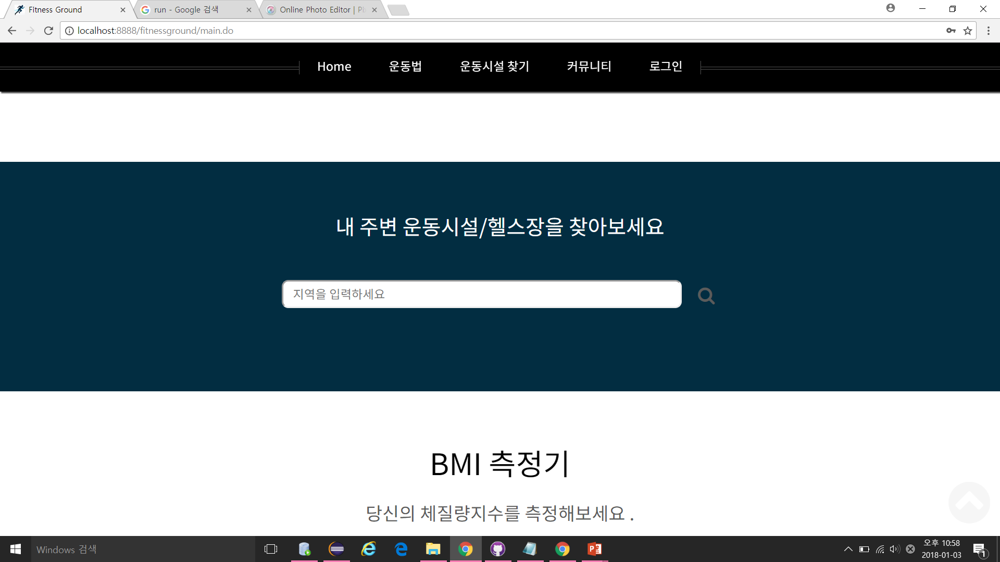 Fitness Ground
run - Google 검색
Online Photo Editor | Pi
localhost:8888/fitnessground/main.do
Home 운동법 운동시설 찾기 커뮤니티 로그인
내 주변 운동시설/헬스장을 찾아보세요
지역을 입력하세요
BMI 측정기
당신의 체질량지수를 측정해보세요 .
Windows 검색
오후 10:58
2018-01-03
1